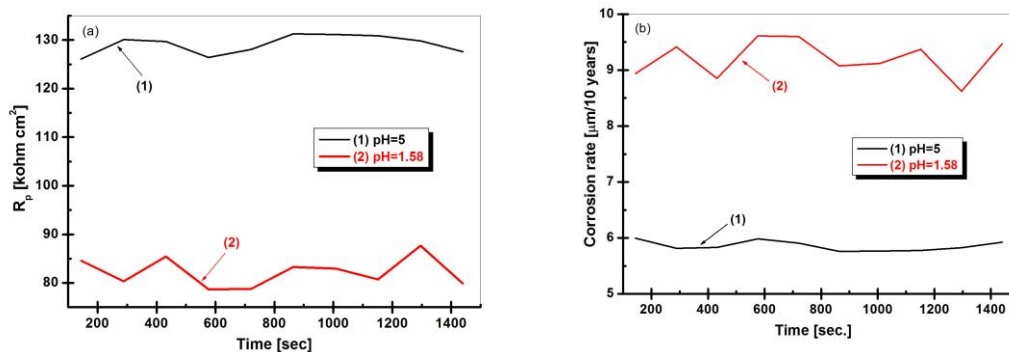 (a)
130
120
110
100
90
80
R_p [kohm cm²]
200 400 600 800 1000 1200 1400
Time [sec]
(1)
(1) pH=5
(2) pH=1.58
(2)
(b)
10
9
8
7
6
5
Corrosion rate [μm/10 years]
200 400 600 800 1000 1200 1400
Time [sec.]
(2)
(1) pH=5
(2) pH=1.58
(1)